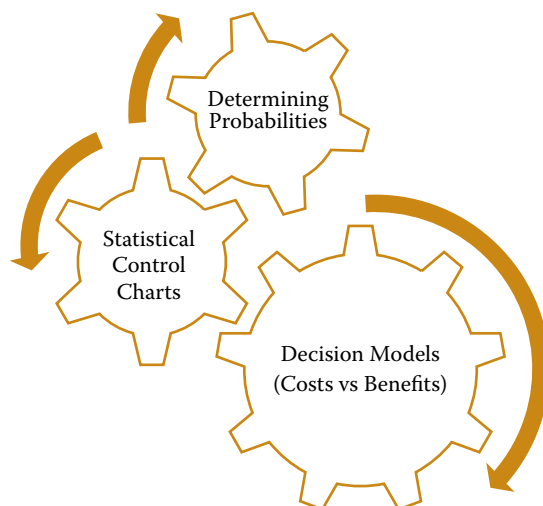 Determining
Probabilities
Statistical
Control
Charts
Decision Models
(Costs vs Benefits)